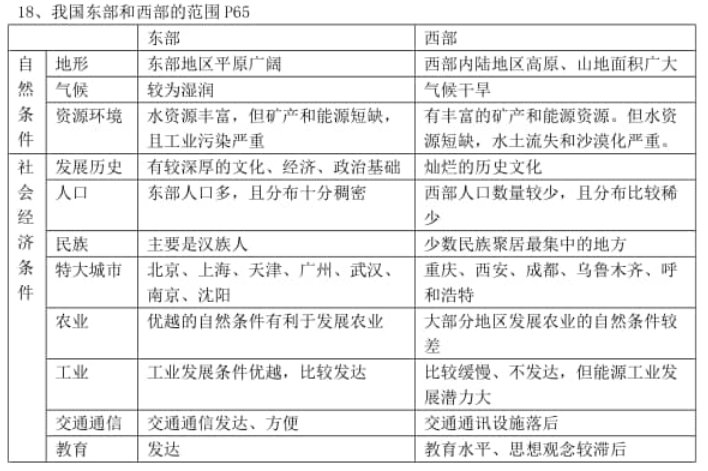 18、我国东部和西部的范围 P65
东部 西部
自然条件 地形 东部地区平原广阔 西部内陆地区高原、山地面积广大
气候 较为湿润 气候干旱
资源环境 水资源丰富，但矿产和能源短缺，且工业污染严重 有丰富的矿产和能源资源。但水资源短缺，水土流失和沙漠化严重。
社会经济条件 发展历史 有较深厚的文化、经济、政治基础 灿烂的历史文化
人口 东部人口多，且分布十分稠密 西部人口数量较少，且分布比较稀少
民族 主要是汉族人 少数民族聚居最集中的地方
特大城市 北京、上海、天津、广州、武汉、南京、沈阳 重庆、西安、成都、乌鲁木齐、呼和浩特
农业 优越的自然条件有利于发展农业 大部分地区发展农业的自然条件较差
工业 工业发展条件优越，比较发达 比较缓慢、不发达，但能源工业发展潜力大
交通通信 交通通信发达、方便 交通通讯设施落后
教育 发达 教育水平、思想观念较滞后